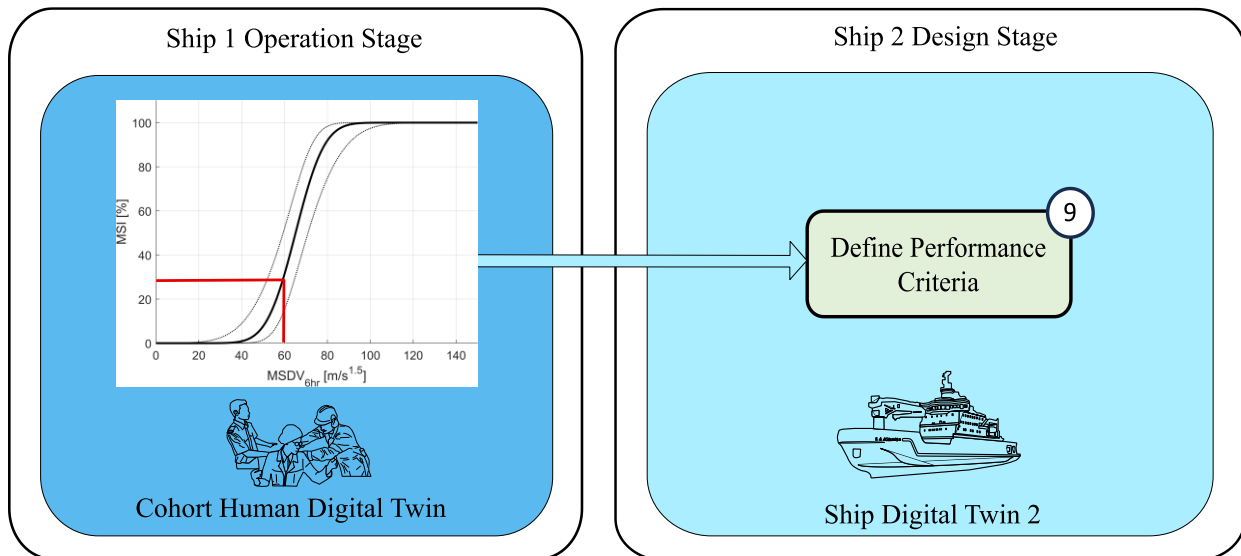 Ship 1 Operation Stage
100
80
60
40
20
0
MSI [%]
0 20 40 60 80 100 120 140
MSDV6hr [m/s1.5]
Cohort Human Digital Twin
Ship 2 Design Stage
9
Define Performance
Criteria
Ship Digital Twin 2